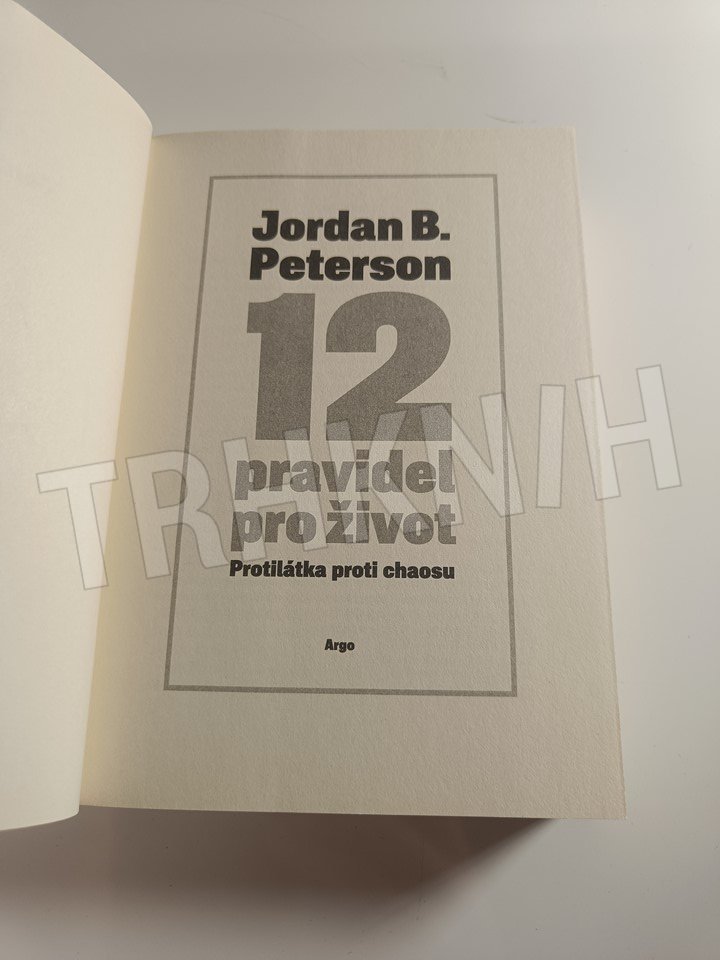 Jordan B.
Peterson
12
pravidel
pro život
Protilátka proti chaosu
Argo
TRHKNIH